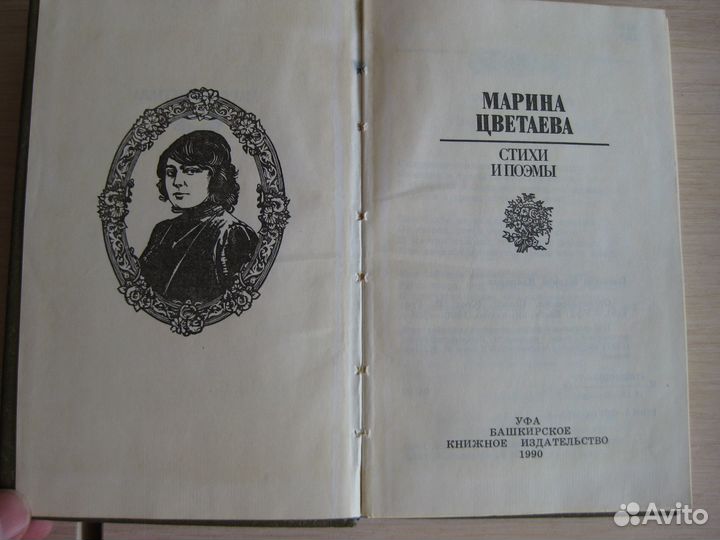 МАРИНА
ЦВЕТАЕВА
СТИХИ
И ПОЭМЫ
УФА
БАШКИРСКОЕ
КНИЖНОЕ ИЗДАТЕЛЬСТВО
1990
Avito